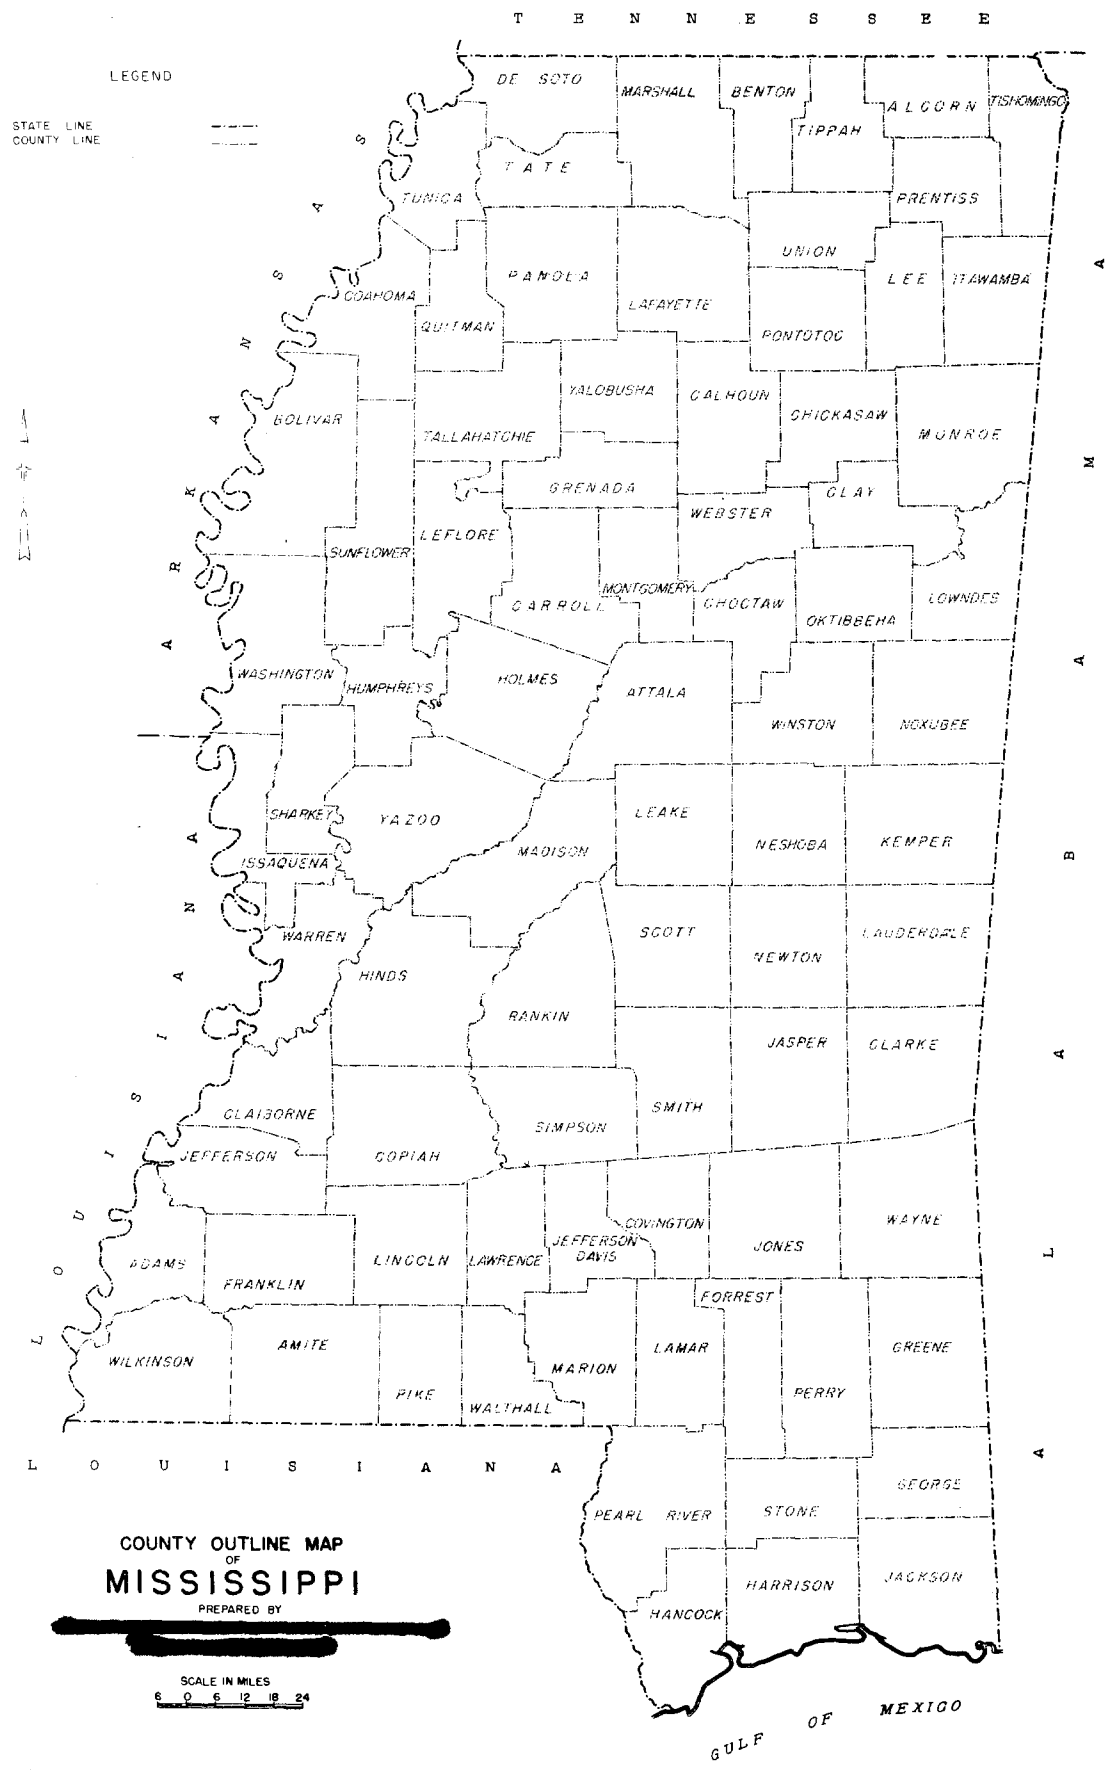 T E N N E S S E E
LEGEND
STATE LINE
COUNTY LINE
DE SOTO
MARSHALL
BENTON
TIPPAH
ALCORN
TISHOMINGO
TATE
TUNICA
PRENTISS
UNION
PANOLA
LAFAYETTE
LEE
ITAWAMBA
COAHOMA
QUITMAN
PONTOTOC
BOLIVAR
TALLAHATCHIE
YALOBUSHA
CALHOUN
CHICKASAW
MONROE
GRENADA
CLAY
WEBSTER
SUNFLOWER
LEFLORE
CARROLL
MONTGOMERY
CHOCTAW
OKTIBBEHA
LOWNDES
WASHINGTON
HUMPHREYS
HOLMES
ATTALA
WINSTON
NOXUBEE
SHARKEY
YAZOO
MADISON
LEAKE
NESHOBA
KEMPER
ISSAQUENA
WARREN
HINDS
RANKIN
SCOTT
NEWTON
LAUDERDALE
JASPER
CLARKE
CLAIBORNE
COPIAH
SIMPSON
SMITH
JEFFERSON
ADAMS
FRANKLIN
LINCOLN
LAWRENCE
JEFFERSON
DAVIS
COVINGTON
JONES
WAYNE
WILKINSON
AMITE
PIKE
WALTHALL
MARION
LAMAR
FORREST
PERRY
GREENE
PEARL RIVER
STONE
GEORGE
HANCOCK
HARRISON
JACKSON
A R K A N S A S
L O U I S I A N A
A L A B A M A
L O U I S I A N A
GULF OF MEXICO
COUNTY OUTLINE MAP
OF
MISSISSIPPI
PREPARED BY
SCALE IN MILES
6 0 6 12 18 24